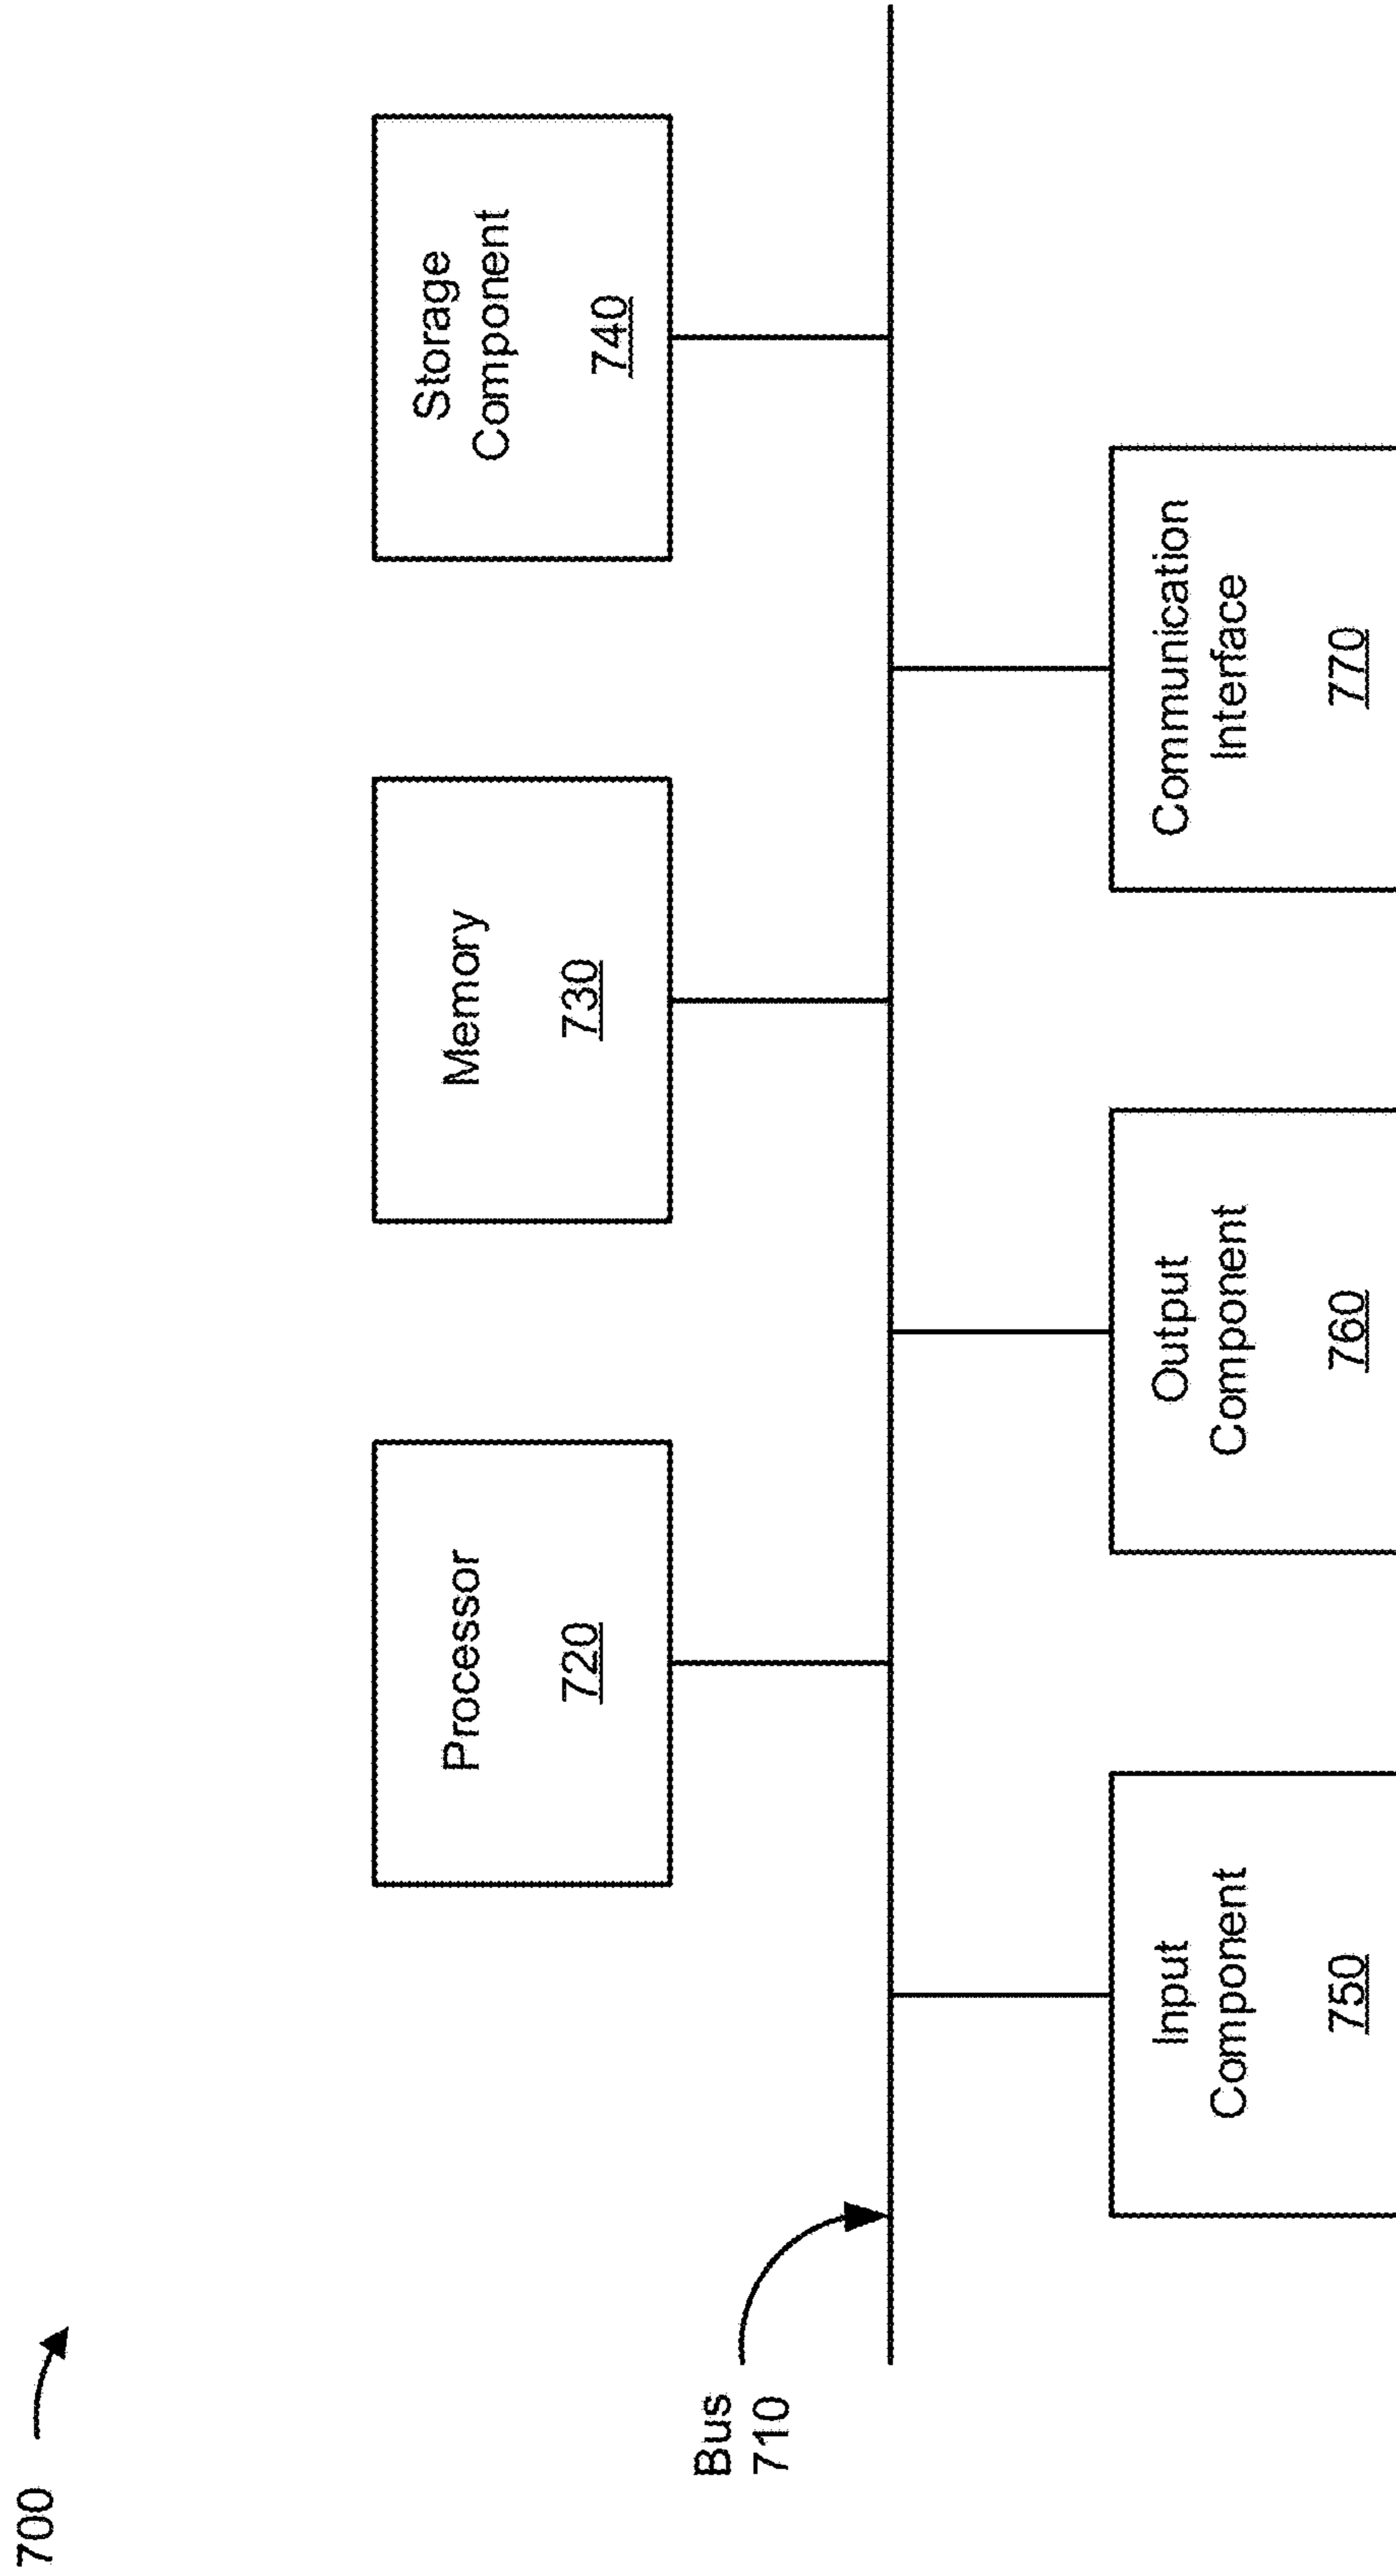 700
Processor
720
Memory
730
Storage
Component
740
Bus
710
Input
Component
750
Output
Component
760
Communication
Interface
770